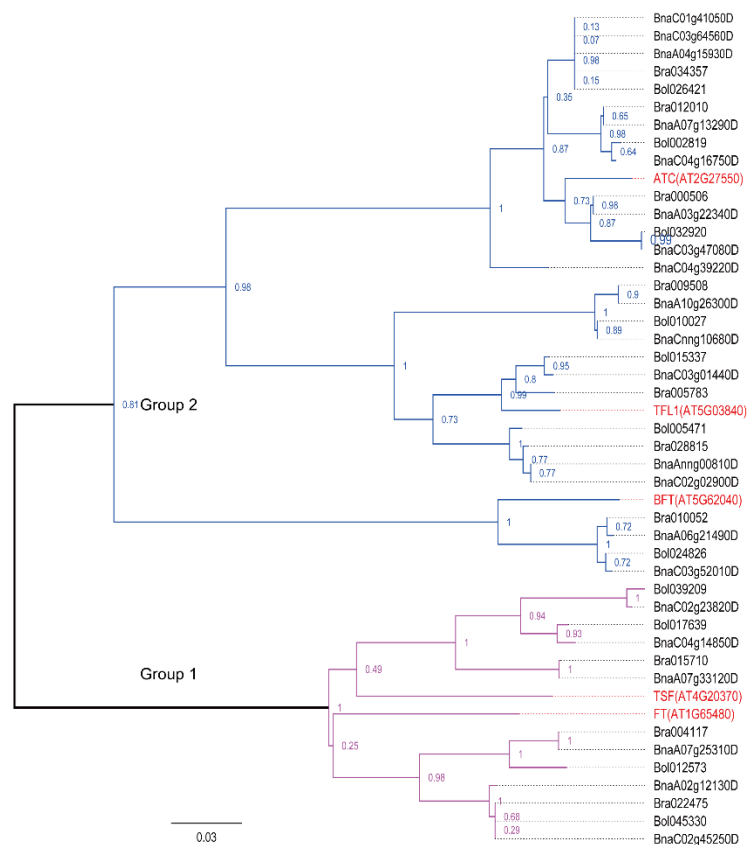 BnaC01g41050D
0.13
BnaC03g64560D
0.07
BnaA04g15930D
0.98
Bra034357
0.15
Bol026421
0.35
Bra012010
0.65
BnaA07g13290D
0.98
Bol002819
0.64
BnaC04g16750D
0.87
ATC(AT2G27550)
0.73
0.98
Bra000506
1
BnaA03g22340D
0.87
Bol032920
0.99
BnaC03g47080D
BnaC04g39220D
0.98
Bra009508
0.9
BnaA10g26300D
1
Bol010027
0.89
BnaCnng10680D
Bol015337
1
0.95
BnaC03g01440D
0.8
Bra005783
0.99
Group 2
0.81
TFL1(AT5G03840)
0.73
Bol005471
1
Bra028815
0.77
BnaAnng00810D
0.77
BnaC02g02900D
BFT(AT5G62040)
1
Bra010052
0.72
BnaA06g21490D
1
Bol024826
0.72
BnaC03g52010D
Bol039209
1
BnaC02g23820D
0.94
Bol017639
0.93
BnaC04g14850D
1
Bra015710
0.49
1
Group 1
BnaA07g33120D
TSF(AT4G20370)
1
FT(AT1G65480)
Bra004117
0.25
1
BnaA07g25310D
1
Bol012573
0.98
BnaA02g12130D
1
Bra022475
0.68
Bol045330
0.29
BnaC02g45250D
0.03